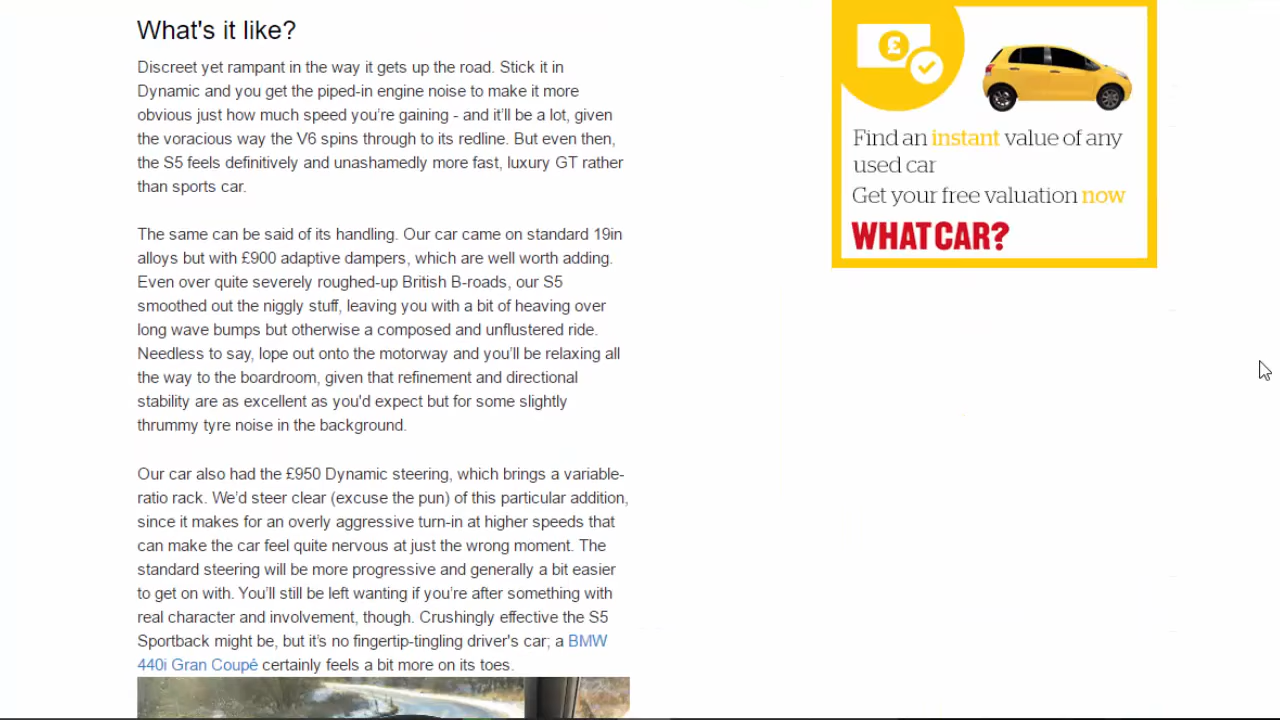 What's it like?
Discreet yet rampant in the way it gets up the road. Stick it in
Dynamic and you get the piped-in engine noise to make it more
obvious just how much speed you’re gaining - and it’ll be a lot, given
the voracious way the V6 spins through to its redline. But even then,
the S5 feels definitively and unashamedly more fast, luxury GT rather
than sports car.
The same can be said of its handling. Our car came on standard 19in
alloys but with £900 adaptive dampers, which are well worth adding.
Even over quite severely roughed-up British B-roads, our S5
smoothed out the niggly stuff, leaving you with a bit of heaving over
long wave bumps but otherwise a composed and unflustered ride.
Needless to say, lope out onto the motorway and you’ll be relaxing all
the way to the boardroom, given that refinement and directional
stability are as excellent as you'd expect but for some slightly
thrummy tyre noise in the background.
Our car also had the £950 Dynamic steering, which brings a variable-
ratio rack. We’d steer clear (excuse the pun) of this particular addition,
since it makes for an overly aggressive turn-in at higher speeds that
can make the car feel quite nervous at just the wrong moment. The
standard steering will be more progressive and generally a bit easier
to get on with. You’ll still be left wanting if you’re after something with
real character and involvement, though. Crushingly effective the S5
Sportback might be, but it’s no fingertip-tingling driver's car; a BMW
440i Gran Coupé certainly feels a bit more on its toes.
£
Find an instant value of any
used car
Get your free valuation now
WHAT CAR?